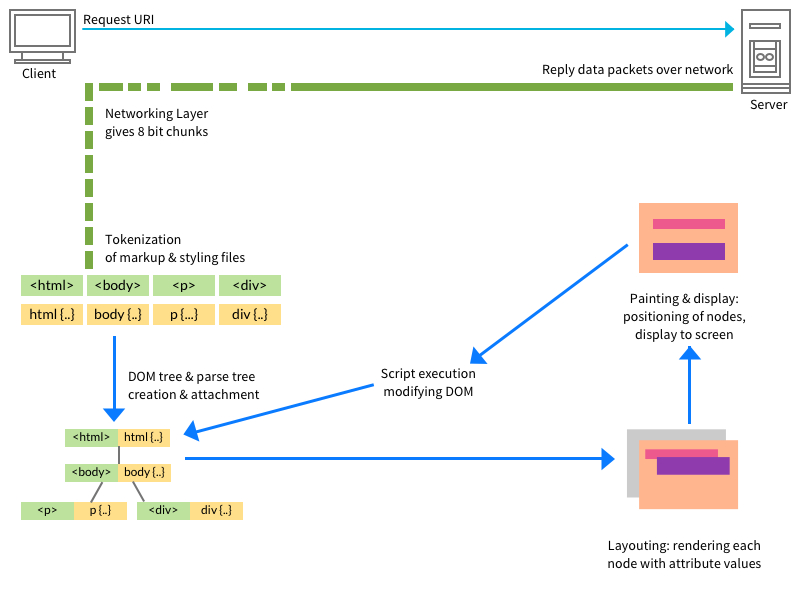 Request URI
Client
Reply data packets over network
Server
Networking Layer
gives 8 bit chunks
Tokenization
of markup & styling files
<html> <body> <p> <div>
html {..} body {..} p {...} div {..}
Painting & display:
positioning of nodes,
display to screen
DOM tree & parse tree
creation & attachment
Script execution
modifying DOM
<html> html {..}
<body> body {..}
<p> p {..} <div> div {..}
Layouting: rendering each
node with attribute values